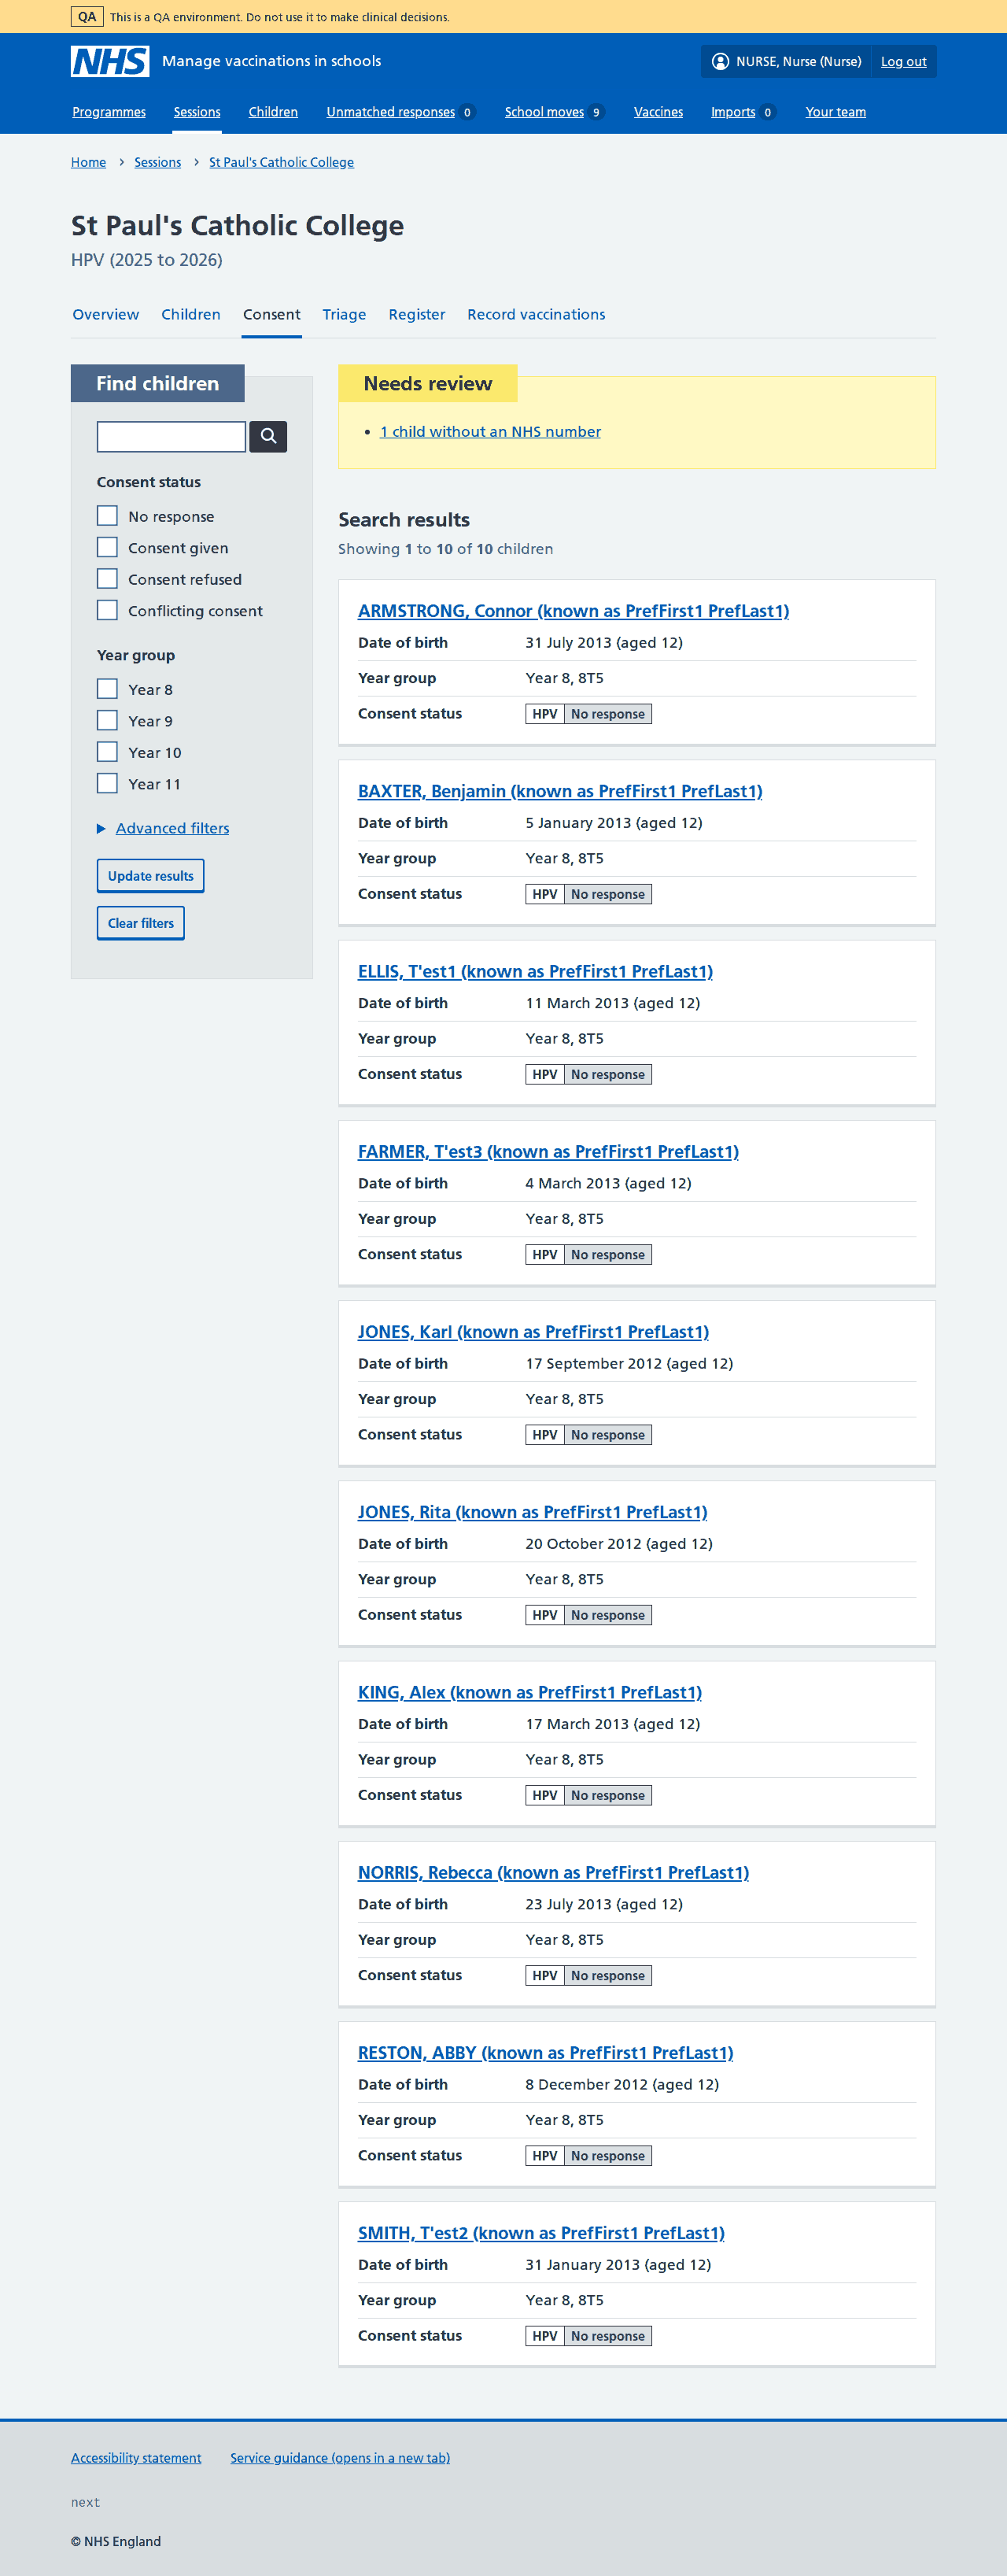 QA This is a QA environment. Do not use it to make clinical decisions.
NHS Manage vaccinations in schools NURSE, Nurse (Nurse) Log out
Programmes Sessions Children Unmatched responses 0 School moves 9 Vaccines Imports 0 Your team
Home Sessions St Paul's Catholic College
St Paul's Catholic College
HPV (2025 to 2026)
Overview Children Consent Triage Register Record vaccinations
Find children
Consent status
No response
Consent given
Consent refused
Conflicting consent
Year group
Year 8
Year 9
Year 10
Year 11
Advanced filters
Update results
Clear filters
Needs review
1 child without an NHS number
Search results
Showing 1 to 10 of 10 children
ARMSTRONG, Connor (known as PrefFirst1 PrefLast1)
Date of birth 31 July 2013 (aged 12)
Year group Year 8, 8T5
Consent status HPV No response
BAXTER, Benjamin (known as PrefFirst1 PrefLast1)
Date of birth 5 January 2013 (aged 12)
Year group Year 8, 8T5
Consent status HPV No response
ELLIS, T'est1 (known as PrefFirst1 PrefLast1)
Date of birth 11 March 2013 (aged 12)
Year group Year 8, 8T5
Consent status HPV No response
FARMER, T'est3 (known as PrefFirst1 PrefLast1)
Date of birth 4 March 2013 (aged 12)
Year group Year 8, 8T5
Consent status HPV No response
JONES, Karl (known as PrefFirst1 PrefLast1)
Date of birth 17 September 2012 (aged 12)
Year group Year 8, 8T5
Consent status HPV No response
JONES, Rita (known as PrefFirst1 PrefLast1)
Date of birth 20 October 2012 (aged 12)
Year group Year 8, 8T5
Consent status HPV No response
KING, Alex (known as PrefFirst1 PrefLast1)
Date of birth 17 March 2013 (aged 12)
Year group Year 8, 8T5
Consent status HPV No response
NORRIS, Rebecca (known as PrefFirst1 PrefLast1)
Date of birth 23 July 2013 (aged 12)
Year group Year 8, 8T5
Consent status HPV No response
RESTON, ABBY (known as PrefFirst1 PrefLast1)
Date of birth 8 December 2012 (aged 12)
Year group Year 8, 8T5
Consent status HPV No response
SMITH, T'est2 (known as PrefFirst1 PrefLast1)
Date of birth 31 January 2013 (aged 12)
Year group Year 8, 8T5
Consent status HPV No response
Accessibility statement Service guidance (opens in a new tab)
next
© NHS England